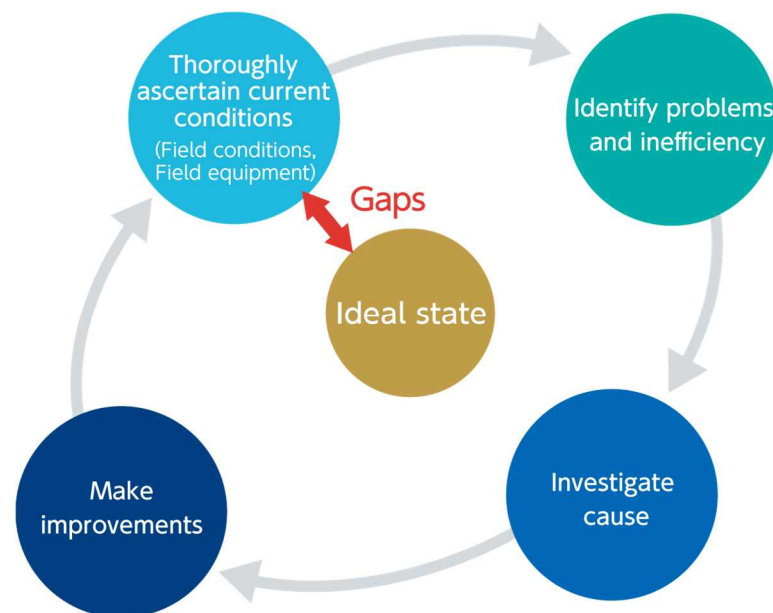 Thoroughly
ascertain current
conditions
(Field conditions,
Field equipment)
Identify problems
and inefficiency
Gaps
Ideal state
Investigate
cause
Make
improvements